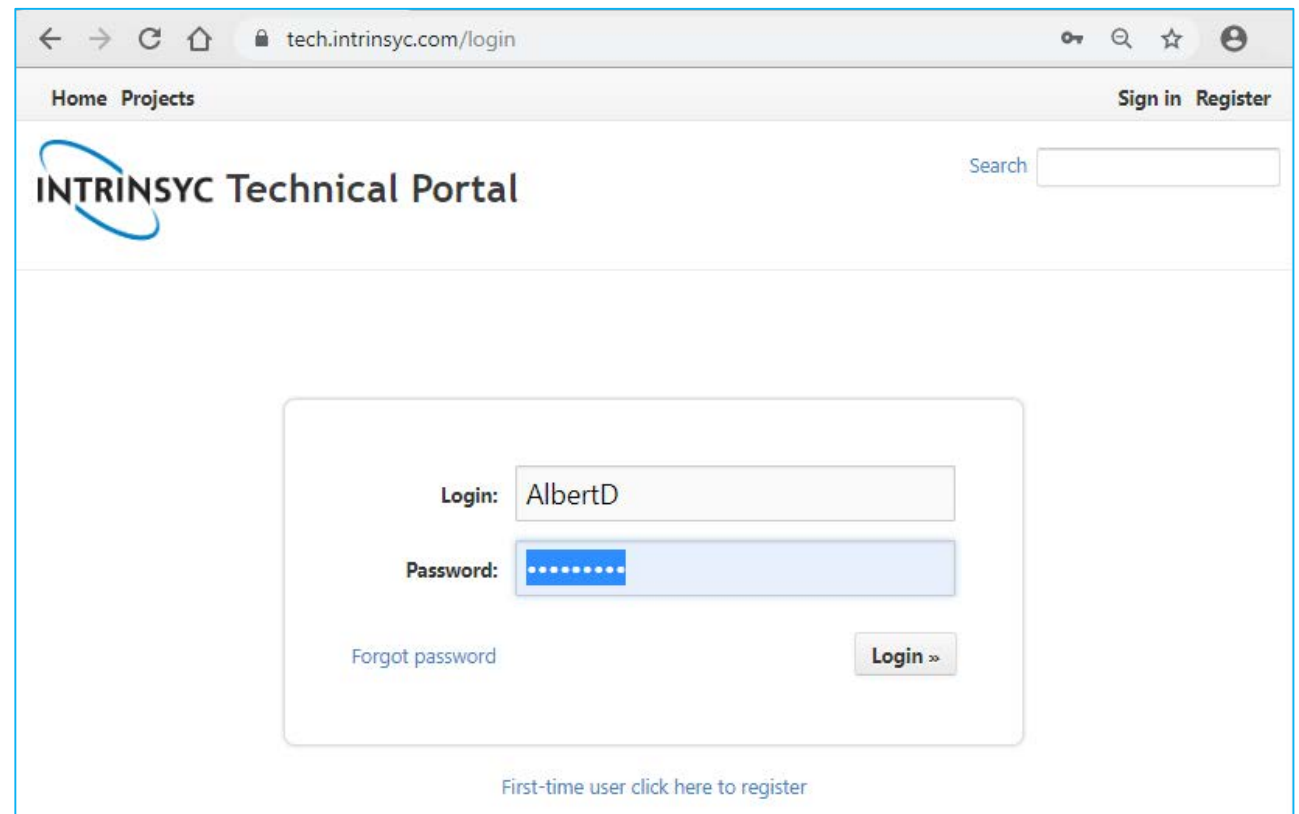 tech.intrinsyc.com/login
Home Projects Sign in Register
INTRINSYC Technical Portal
Search
Login: AlbertD
Password: •••••••••
Forgot password Login »
First-time user click here to register